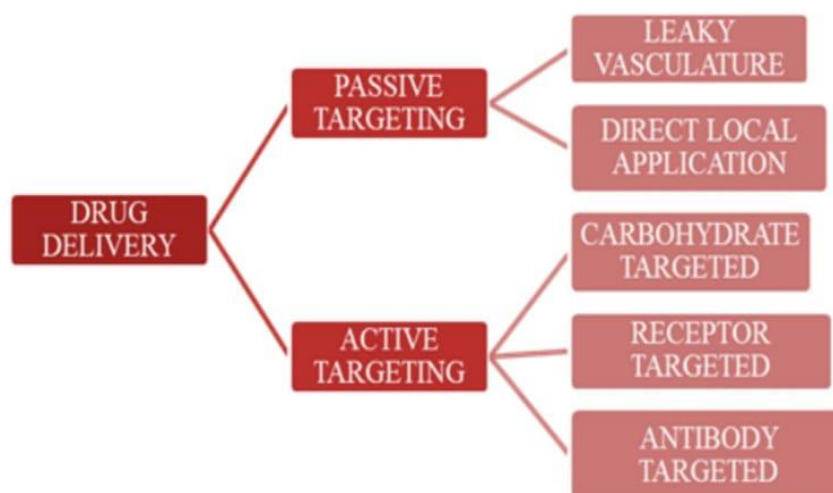 DRUG
DELIVERY
PASSIVE
TARGETING
LEAKY
VASCULATURE
DIRECT LOCAL
APPLICATION
ACTIVE
TARGETING
CARBOHYDRATE
TARGETED
RECEPTOR
TARGETED
ANTIBODY
TARGETED